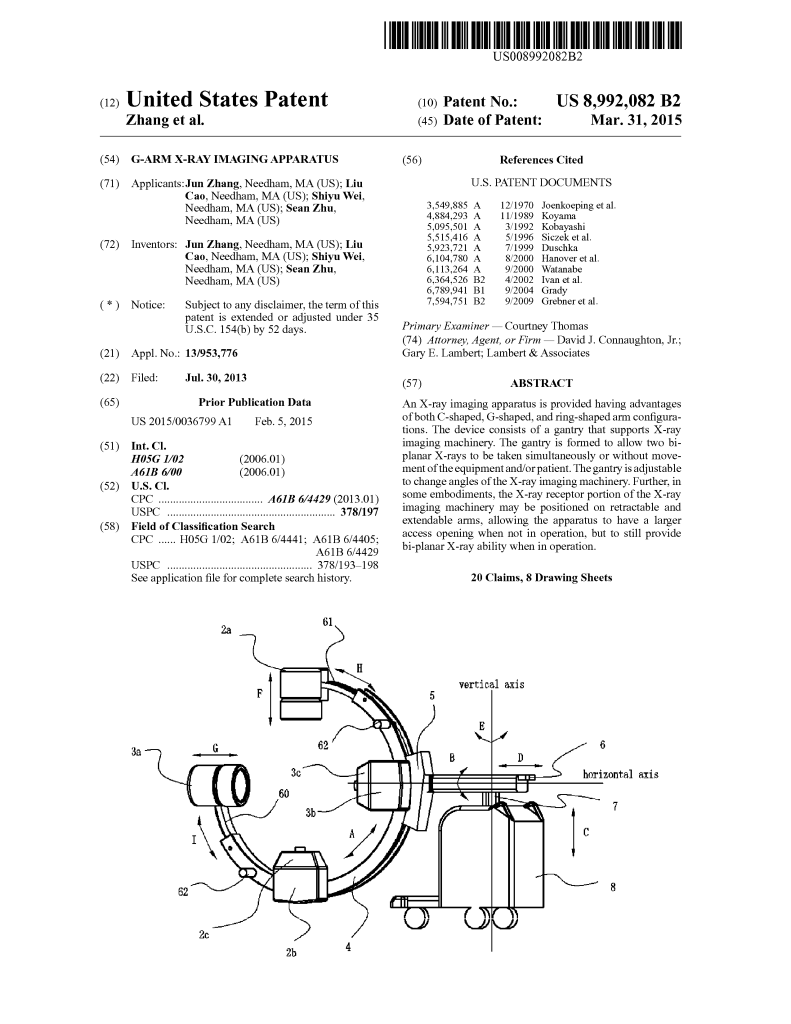 US008992082B2
(12) United States Patent
Zhang et al.
(10) Patent No.: US 8,992,082 B2
(45) Date of Patent: Mar. 31, 2015
(54) G-ARM X-RAY IMAGING APPARATUS
(71) Applicants: Jun Zhang, Needham, MA (US); Liu
Cao, Needham, MA (US); Shiyu Wei,
Needham, MA (US); Sean Zhu,
Needham, MA (US)
(72) Inventors: Jun Zhang, Needham, MA (US); Liu
Cao, Needham, MA (US); Shiyu Wei,
Needham, MA (US); Sean Zhu,
Needham, MA (US)
( * ) Notice: Subject to any disclaimer, the term of this
patent is extended or adjusted under 35
U.S.C. 154(b) by 52 days.
(21) Appl. No.: 13/953,776
(22) Filed: Jul. 30, 2013
(65) Prior Publication Data
US 2015/0036799 A1 Feb. 5, 2015
(51) Int. Cl.
H05G 1/02 (2006.01)
A61B 6/00 (2006.01)
(52) U.S. Cl.
CPC .................................... A61B 6/4429 (2013.01)
USPC ......................................................... 378/197
(58) Field of Classification Search
CPC ...... H05G 1/02; A61B 6/4441; A61B 6/4405;
A61B 6/4429
USPC .................................................. 378/193–198
See application file for complete search history.
(56) References Cited
U.S. PATENT DOCUMENTS
3,549,885 A 12/1970 Joenkoeping et al.
4,884,293 A 11/1989 Koyama
5,095,501 A 3/1992 Kobayashi
5,515,416 A 5/1996 Siczek et al.
5,923,721 A 7/1999 Duschka
6,104,780 A 8/2000 Hanover et al.
6,113,264 A 9/2000 Watanabe
6,364,526 B2 4/2002 Ivan et al.
6,789,941 B1 9/2004 Grady
7,594,751 B2 9/2009 Grebner et al.
Primary Examiner — Courtney Thomas
(74) Attorney, Agent, or Firm — David J. Connaughton, Jr.;
Gary E. Lambert; Lambert & Associates
(57) ABSTRACT
An X-ray imaging apparatus is provided having advantages
of both C-shaped, G-shaped, and ring-shaped arm configura-
tions. The device consists of a gantry that supports X-ray
imaging machinery. The gantry is formed to allow two bi-
planar X-rays to be taken simultaneously or without move-
ment of the equipment and/or patient. The gantry is adjustable
to change angles of the X-ray imaging machinery. Further, in
some embodiments, the X-ray receptor portion of the X-ray
imaging machinery may be positioned on retractable and
extendable arms, allowing the apparatus to have a larger
access opening when not in operation, but to still provide
bi-planar X-ray ability when in operation.
20 Claims, 8 Drawing Sheets
61
2a
H
vertical axis
F
5
E
62
6
3a
G
B
D
3c
horizontal axis
60
7
3b
A
C
I
62
8
2c
4
2b